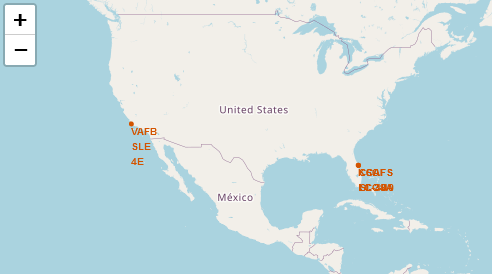 +
−
United States
VAFB
SLE
4E
México